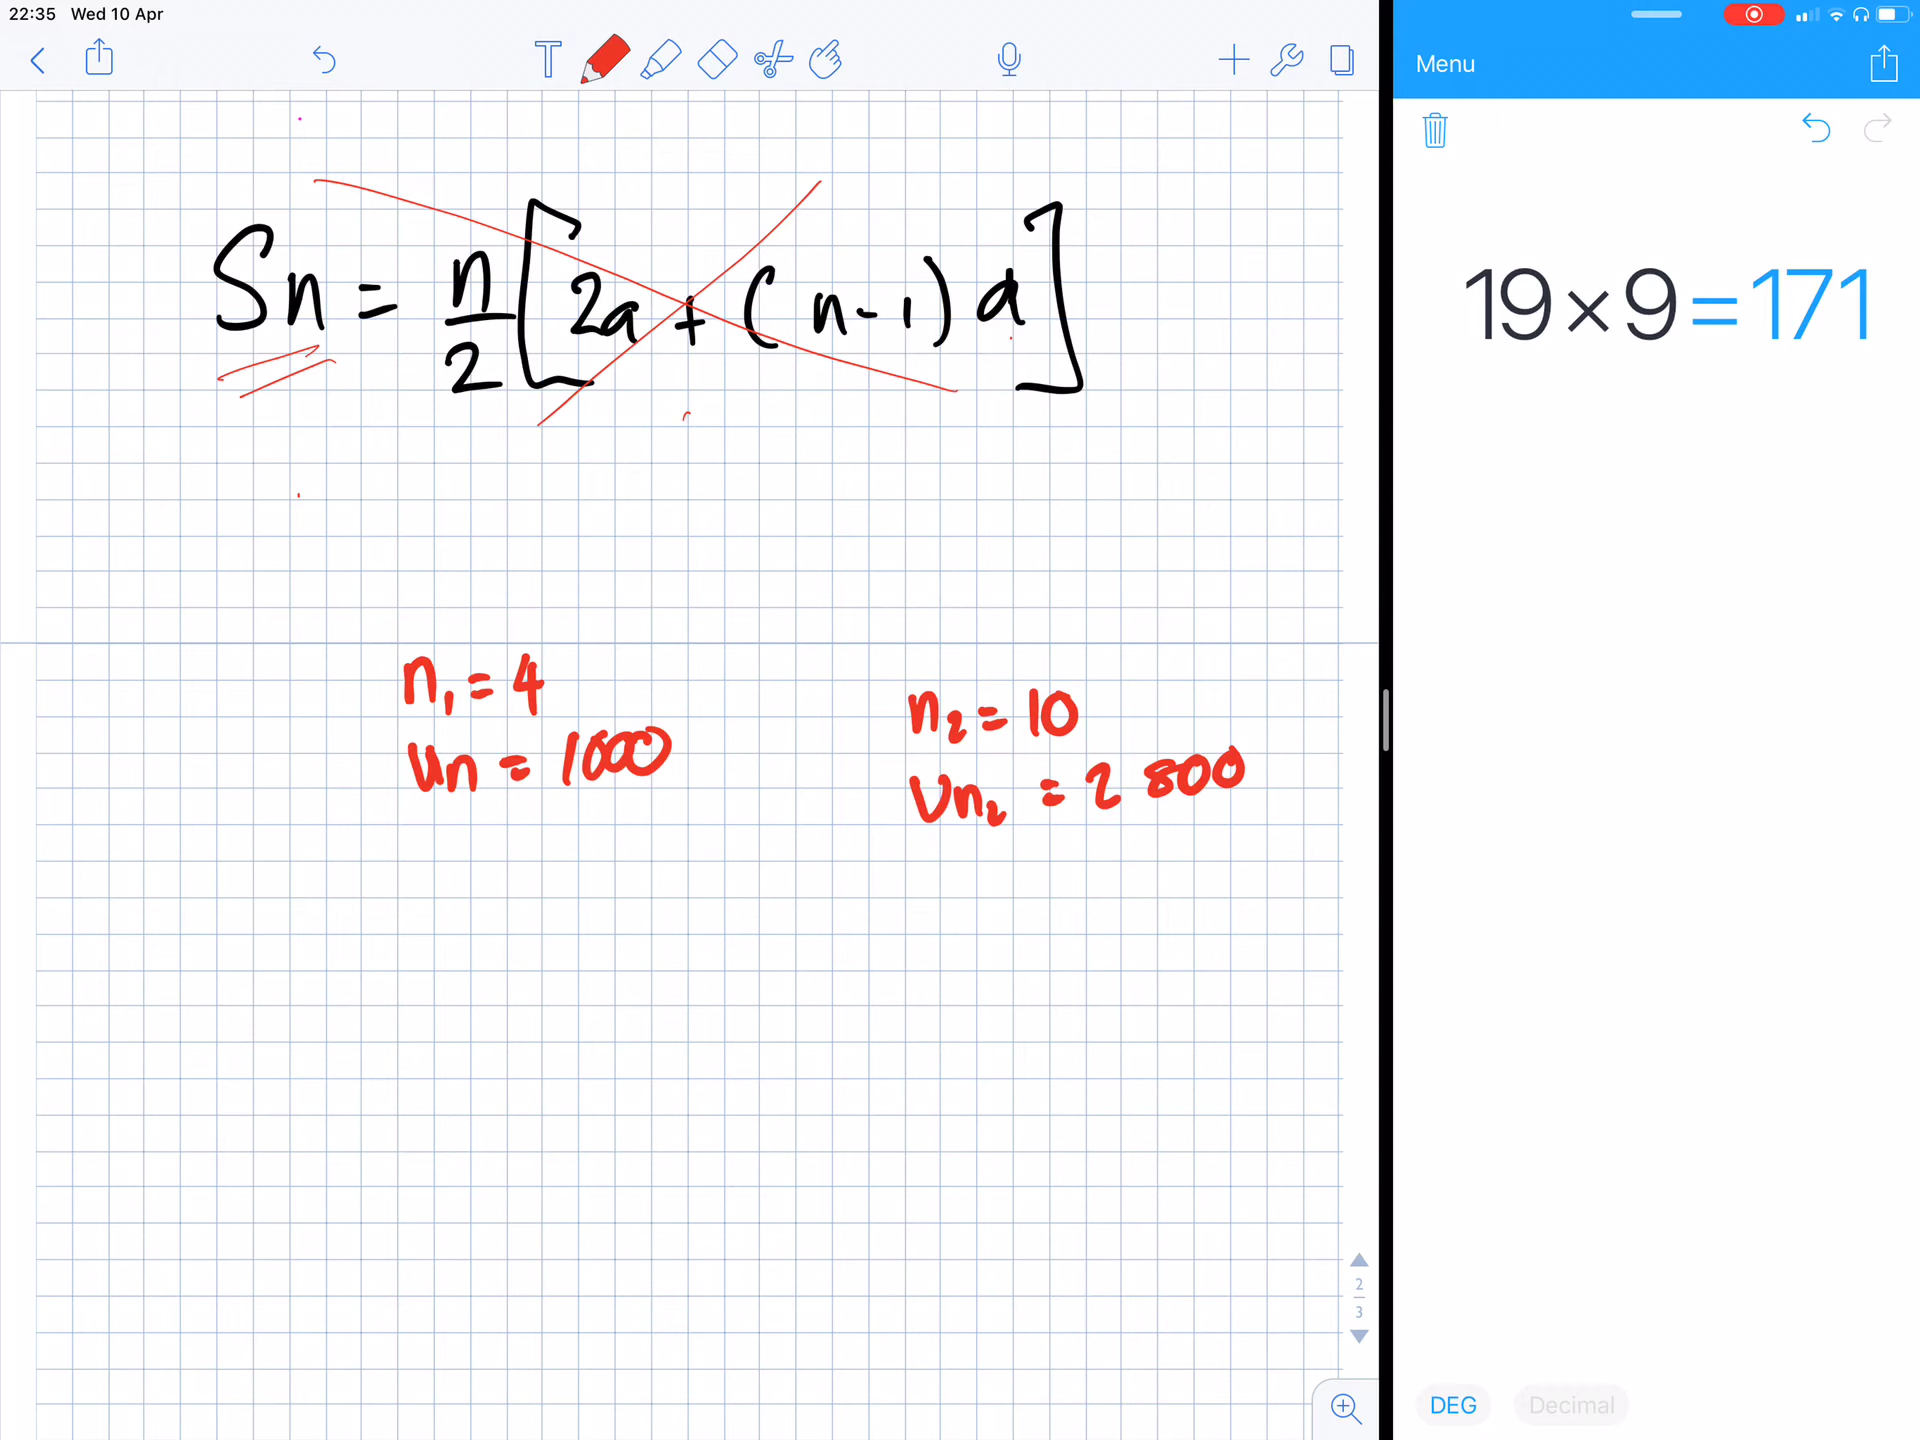 22:35 Wed 10 Apr
Menu
T
Sn = n/2 [2a + (n-1)d]
19×9=171
n₁ = 4
Un = 1000
n₂ = 10
Un₂ = 2 800
2
3
DEG
Decimal